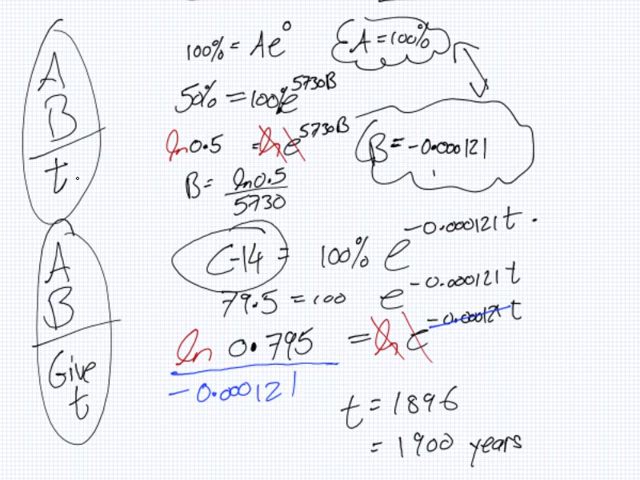 A
B
t.
100% = Ae^0
A = 100%
50% = 100% e^5730B
ln 0.5 = ln e^5730B
B = ln 0.5 / 5730
B = -0.000121
A
B
Give
t
C-14 = 100% e^-0.000121t.
79.5 = 100 e^-0.000121t
ln 0.795 = ln e^-0.000121t
-0.000121
t = 1896
= 1900 years